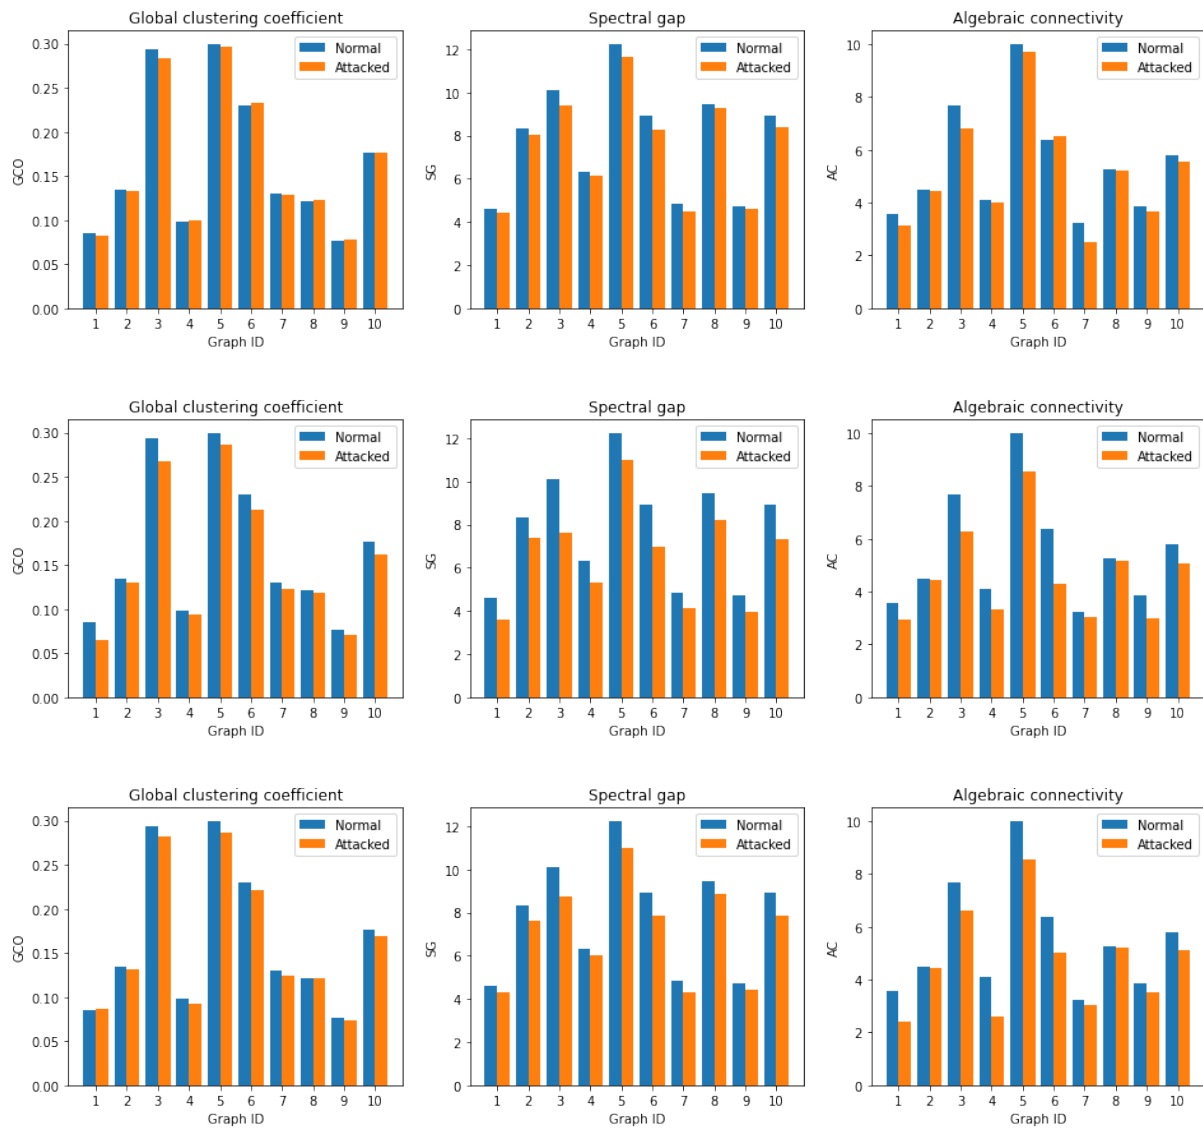 Global clustering coefficient
0.30
0.25
0.20
0.15
0.10
0.05
0.00
GCO
Normal
Attacked
1 2 3 4 5 6 7 8 9 10
Graph ID
Spectral gap
12
10
8
6
4
2
0
SG
Normal
Attacked
1 2 3 4 5 6 7 8 9 10
Graph ID
Algebraic connectivity
10
8
6
4
2
0
AC
Normal
Attacked
1 2 3 4 5 6 7 8 9 10
Graph ID
Global clustering coefficient
0.30
0.25
0.20
0.15
0.10
0.05
0.00
GCO
Normal
Attacked
1 2 3 4 5 6 7 8 9 10
Graph ID
Spectral gap
12
10
8
6
4
2
0
SG
Normal
Attacked
1 2 3 4 5 6 7 8 9 10
Graph ID
Algebraic connectivity
10
8
6
4
2
0
AC
Normal
Attacked
1 2 3 4 5 6 7 8 9 10
Graph ID
Global clustering coefficient
0.30
0.25
0.20
0.15
0.10
0.05
0.00
GCO
Normal
Attacked
1 2 3 4 5 6 7 8 9 10
Graph ID
Spectral gap
12
10
8
6
4
2
0
SG
Normal
Attacked
1 2 3 4 5 6 7 8 9 10
Graph ID
Algebraic connectivity
10
8
6
4
2
0
AC
Normal
Attacked
1 2 3 4 5 6 7 8 9 10
Graph ID